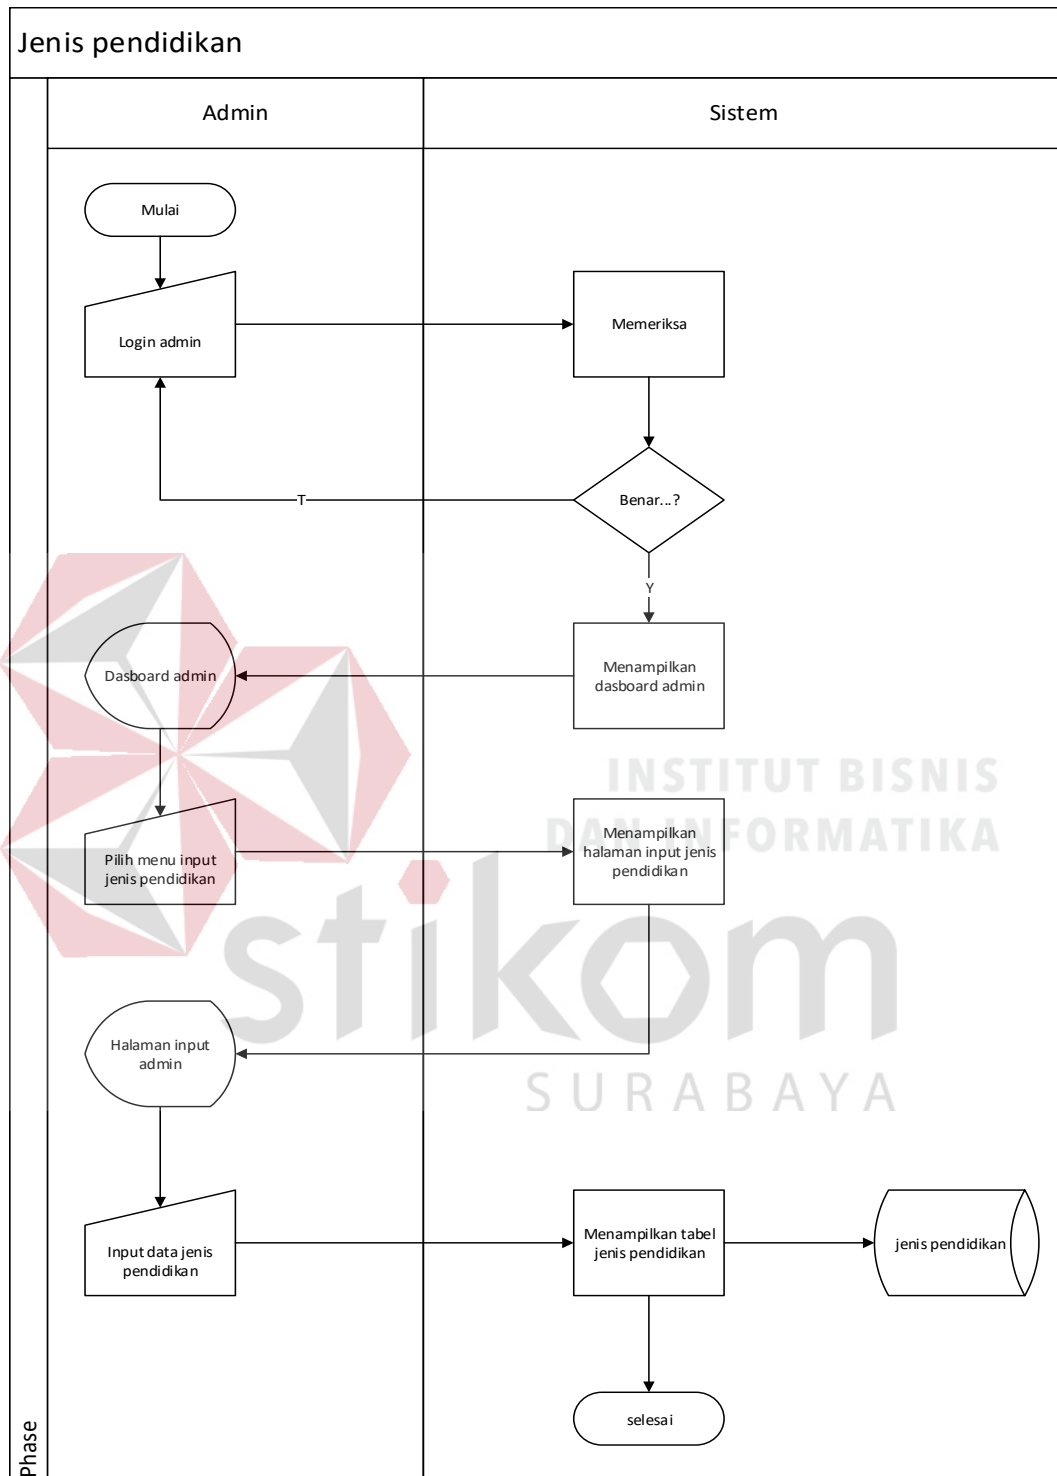 Jenis pendidikan
Admin
Sistem
Mulai
Login admin
Memeriksa
Benar...?
T
Y
Dasboard admin
Menampilkan
dasboard admin
INSTITUT BISNIS
DAN INFORMATIKA
Pilih menu input
jenis pendidikan
Menampilkan
halaman input jenis
pendidikan
stikom
SURABAYA
Halaman input
admin
Input data jenis
pendidikan
Menampilkan tabel
jenis pendidikan
jenis pendidikan
selesai
Phase